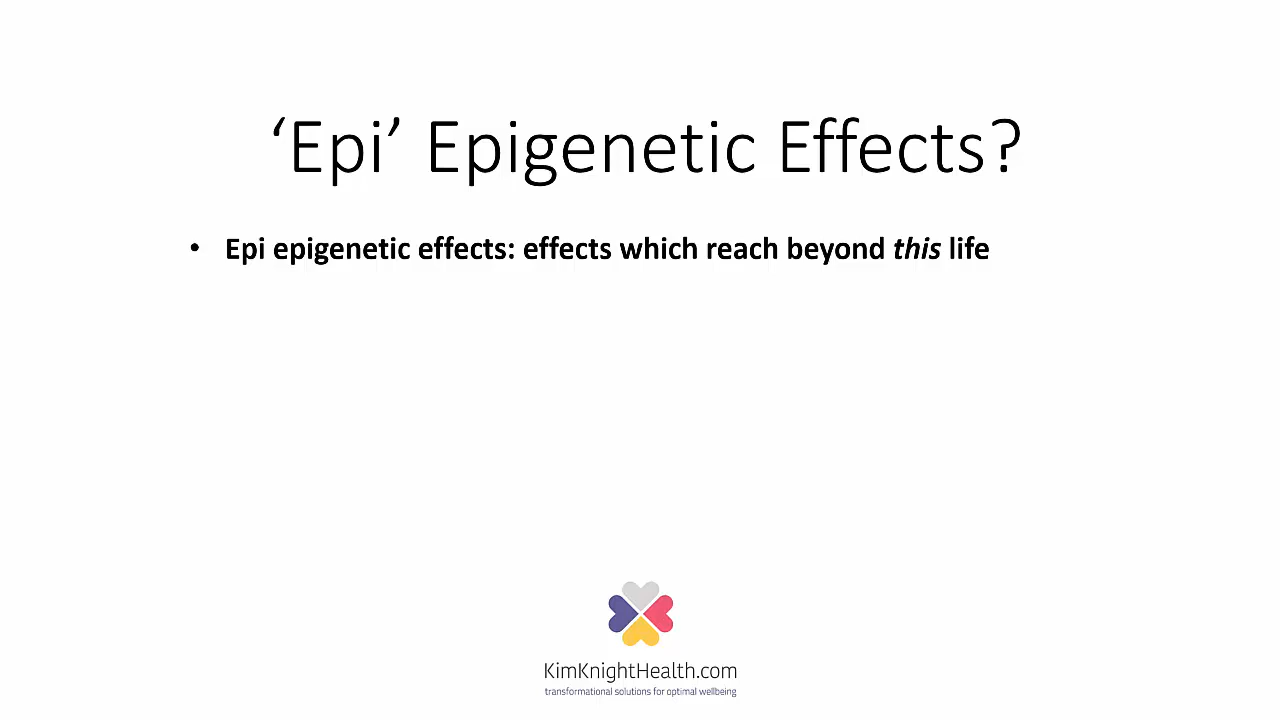 ‘Epi’ Epigenetic Effects?
• Epi epigenetic effects: effects which reach beyond this life
KimKnightHealth.com
transformational solutions for optimal wellbeing